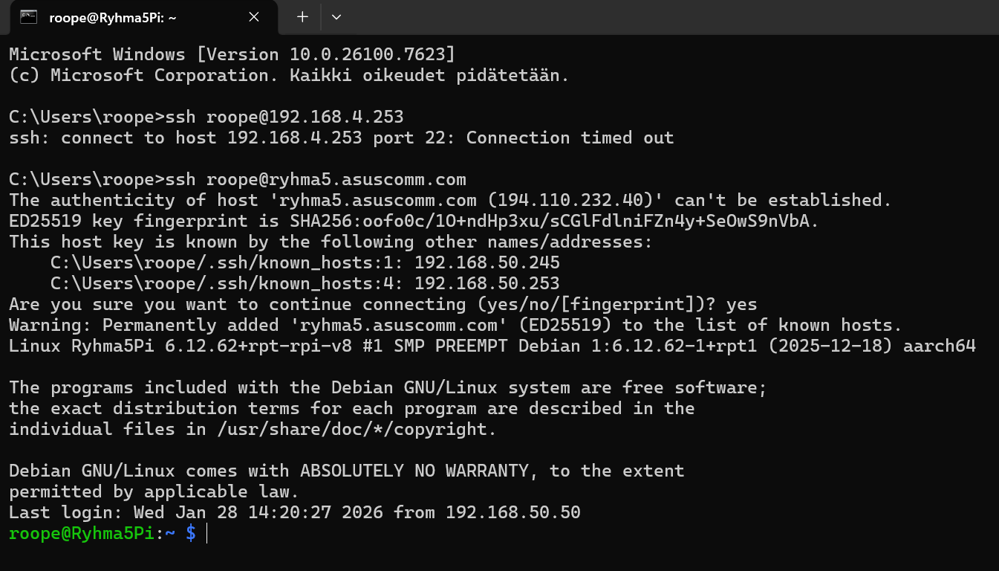 roope@Ryhma5Pi: ~
Microsoft Windows [Version 10.0.26100.7623]
(c) Microsoft Corporation. Kaikki oikeudet pidätetään.
C:\Users\roope>ssh roope@192.168.4.253
ssh: connect to host 192.168.4.253 port 22: Connection timed out
C:\Users\roope>ssh roope@ryhma5.asuscomm.com
The authenticity of host 'ryhma5.asuscomm.com (194.110.232.40)' can't be established.
ED25519 key fingerprint is SHA256:oofo0c/1O+ndHp3xu/sCGlFdlniFZn4y+SeOwS9nVbA.
This host key is known by the following other names/addresses:
    C:\Users\roope/.ssh/known_hosts:1: 192.168.50.245
    C:\Users\roope/.ssh/known_hosts:4: 192.168.50.253
Are you sure you want to continue connecting (yes/no/[fingerprint])? yes
Warning: Permanently added 'ryhma5.asuscomm.com' (ED25519) to the list of known hosts.
Linux Ryhma5Pi 6.12.62+rpt-rpi-v8 #1 SMP PREEMPT Debian 1:6.12.62-1+rpt1 (2025-12-18) aarch64
The programs included with the Debian GNU/Linux system are free software;
the exact distribution terms for each program are described in the
individual files in /usr/share/doc/*/copyright.
Debian GNU/Linux comes with ABSOLUTELY NO WARRANTY, to the extent
permitted by applicable law.
Last login: Wed Jan 28 14:20:27 2026 from 192.168.50.50
roope@Ryhma5Pi:~ $